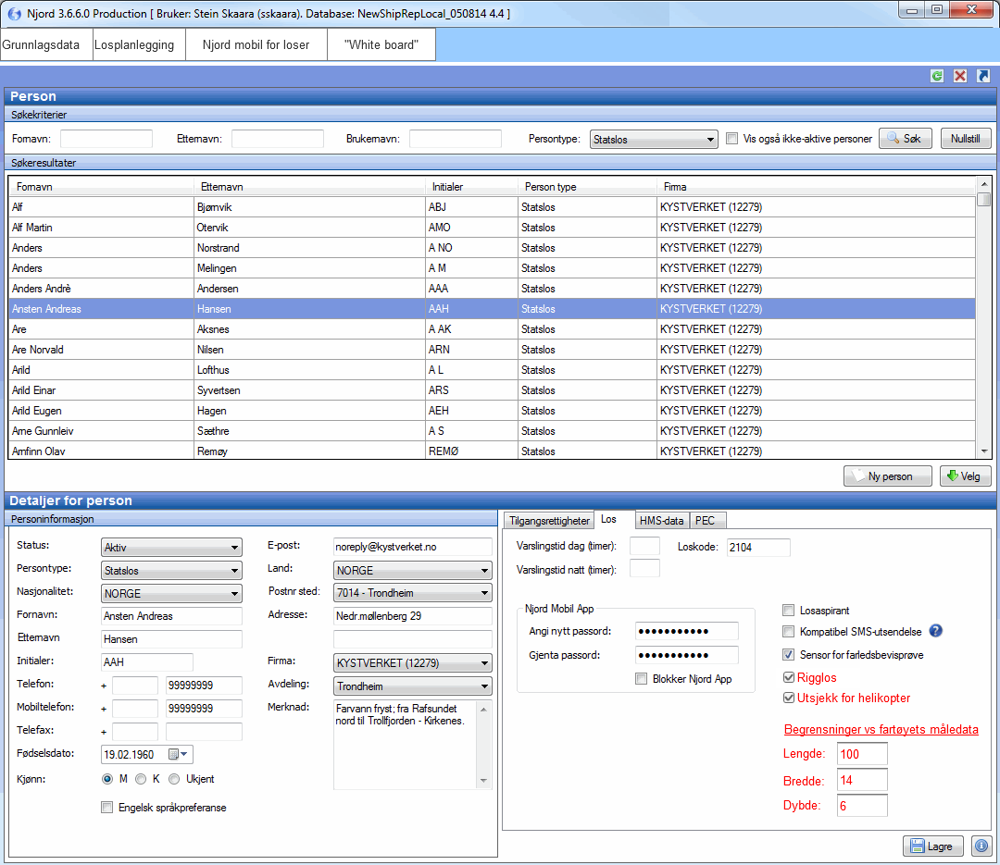 Njord 3.6.6.0 Production [ Bruker: Stein Skaara (sskaara). Database: NewShipRepLocal_050814 4.4 ]
Grunnlagsdata Losplanlegging Njord mobil for loser "White board"
Person
Søkekriterier
Fornavn: Etternavn: Brukernavn: Persontype: Statslos Vis også ikke-aktive personer Søk Nullstill
Søkeresultater
Fornavn Etternavn Initialer Person type Firma
Alf Bjørnvik ABJ Statslos KYSTVERKET (12279)
Alf Martin Otervik AMO Statslos KYSTVERKET (12279)
Anders Norstrand A NO Statslos KYSTVERKET (12279)
Anders Melingen A M Statslos KYSTVERKET (12279)
Anders Andrè Andersen AAA Statslos KYSTVERKET (12279)
Ansten Andreas Hansen AAH Statslos KYSTVERKET (12279)
Are Aksnes A AK Statslos KYSTVERKET (12279)
Are Norvald Nilsen ARN Statslos KYSTVERKET (12279)
Arild Lofthus A L Statslos KYSTVERKET (12279)
Arild Einar Syvertsen ARS Statslos KYSTVERKET (12279)
Arild Eugen Hagen AEH Statslos KYSTVERKET (12279)
Arne Gunnleiv Sæthre A S Statslos KYSTVERKET (12279)
Arnfinn Olav Remøy REMØ Statslos KYSTVERKET (12279)
Ny person Velg
Detaljer for person
Personinformasjon
Status: Aktiv
Persontype: Statslos
Nasjonalitet: NORGE
Fornavn: Ansten Andreas
Etternavn Hansen
Initialer: AAH
Telefon: + 99999999
Mobiltelefon: + 99999999
Telefax: +
Fødselsdato: 19.02.1960
Kjønn: M K Ukjent
Engelsk språkpreferanse
E-post: noreply@kystverket.no
Land: NORGE
Postnr sted: 7014 - Trondheim
Adresse: Nedr.møllenberg 29
Firma: KYSTVERKET (12279)
Avdeling: Trondheim
Merknad: Farvann fryst; fra Rafsundet
nord til Trollfjorden - Kirkenes.
Tilgangsrettigheter Los HMS-data PEC
Varslingstid dag (timer): Loskode: 2104
Varslingstid natt (timer):
Njord Mobil App
Angi nytt passord: ●●●●●●●●●●●
Gjenta passord: ●●●●●●●●●●●
Blokker Njord App
Losaspirant
Kompatibel SMS-utsendelse ?
Sensor for farledsbevisprøve
Rigglos
Utsjekk for helikopter
Begrensninger vs fartøyets måledata
Lengde: 100
Bredde: 14
Dybde: 6
Lagre